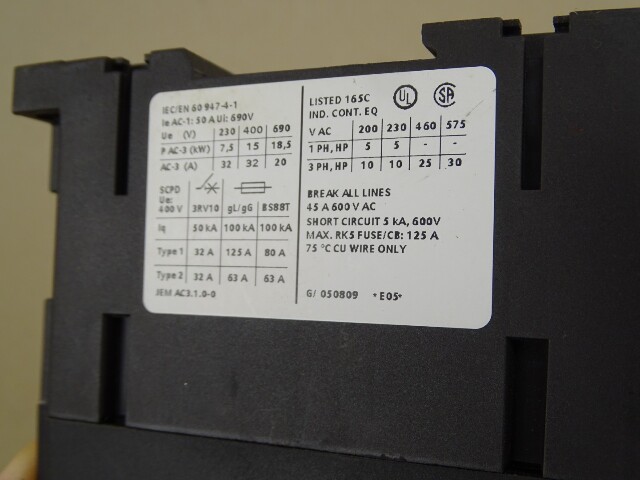 IEC/EN 60 947-4-1
Ie AC-1: 50 A Ui: 690V
Ue (V) 230 400 690
P AC-3 (kW) 7,5 15 18,5
AC-3 (A) 32 32 20
SCPD
Ue:
400 V 3RV10 gL/gG BS88T
Iq 50 kA 100 kA 100 kA
Type 1 32 A 125 A 80 A
Type 2 32 A 63 A 63 A
JEM AC3.1.0-0
LISTED 165C UL SA
IND. CONT. EQ
V AC 200 230 460 575
1 PH, HP 5 5 - -
3 PH, HP 10 10 25 30
BREAK ALL LINES
45 A 600 V AC
SHORT CIRCUIT 5 kA, 600V
MAX. RK5 FUSE/CB: 125 A
75 °C CU WIRE ONLY
G/ 050809 *E05*